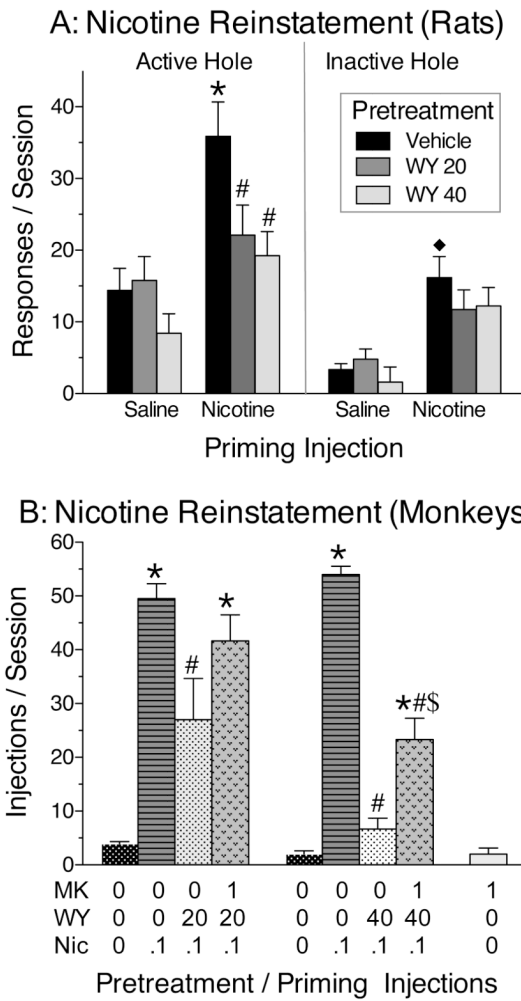 A: Nicotine Reinstatement (Rats)
Active Hole
Inactive Hole
Pretreatment
Vehicle
WY 20
WY 40
Responses / Session
40
30
20
10
0
*
#
#
◆
Saline Nicotine Saline Nicotine
Priming Injection
B: Nicotine Reinstatement (Monkeys
Injections / Session
60
50
40
30
20
10
0
*
#
*
*
#
*#$
MK 0 0 0 1 0 0 0 1 1
WY 0 0 20 20 0 0 40 40 0
Nic 0 .1 .1 .1 0 .1 .1 .1 0
Pretreatment / Priming Injections